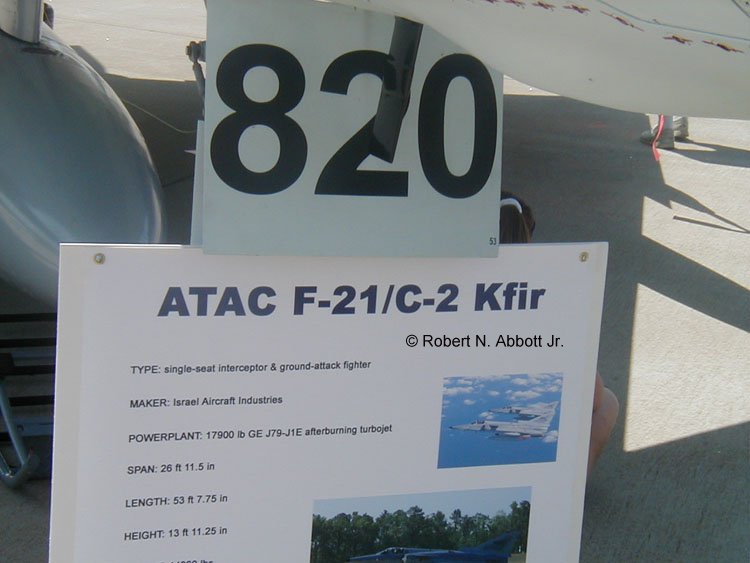 820
53
ATAC F-21/C-2 Kfir
© Robert N. Abbott Jr.
TYPE: single-seat interceptor & ground-attack fighter
MAKER: Israel Aircraft Industries
POWERPLANT: 17900 lb GE J79-J1E afterburning turbojet
SPAN: 26 ft 11.5 in
LENGTH: 53 ft 7.75 in
HEIGHT: 13 ft 11.25 in
lbs